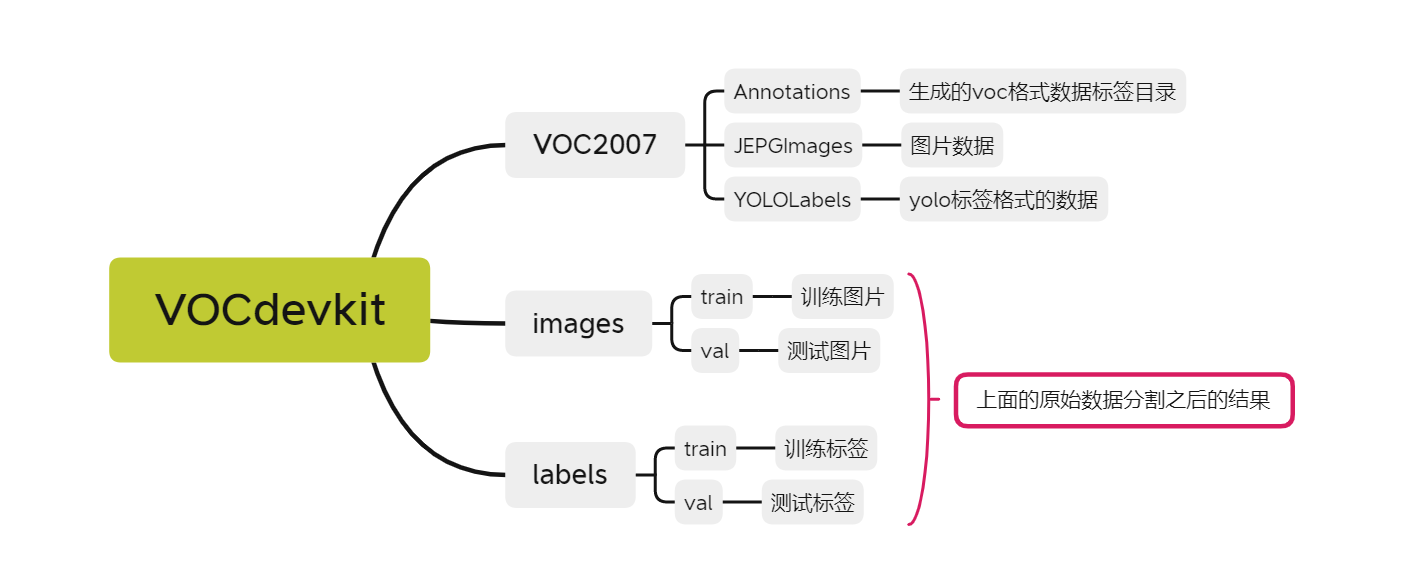 VOCdevkit
VOC2007
Annotations
生成的voc格式数据标签目录
JEPGImages
图片数据
YOLOLabels
yolo标签格式的数据
images
train
训练图片
val
测试图片
labels
train
训练标签
val
测试标签
上面的原始数据分割之后的结果